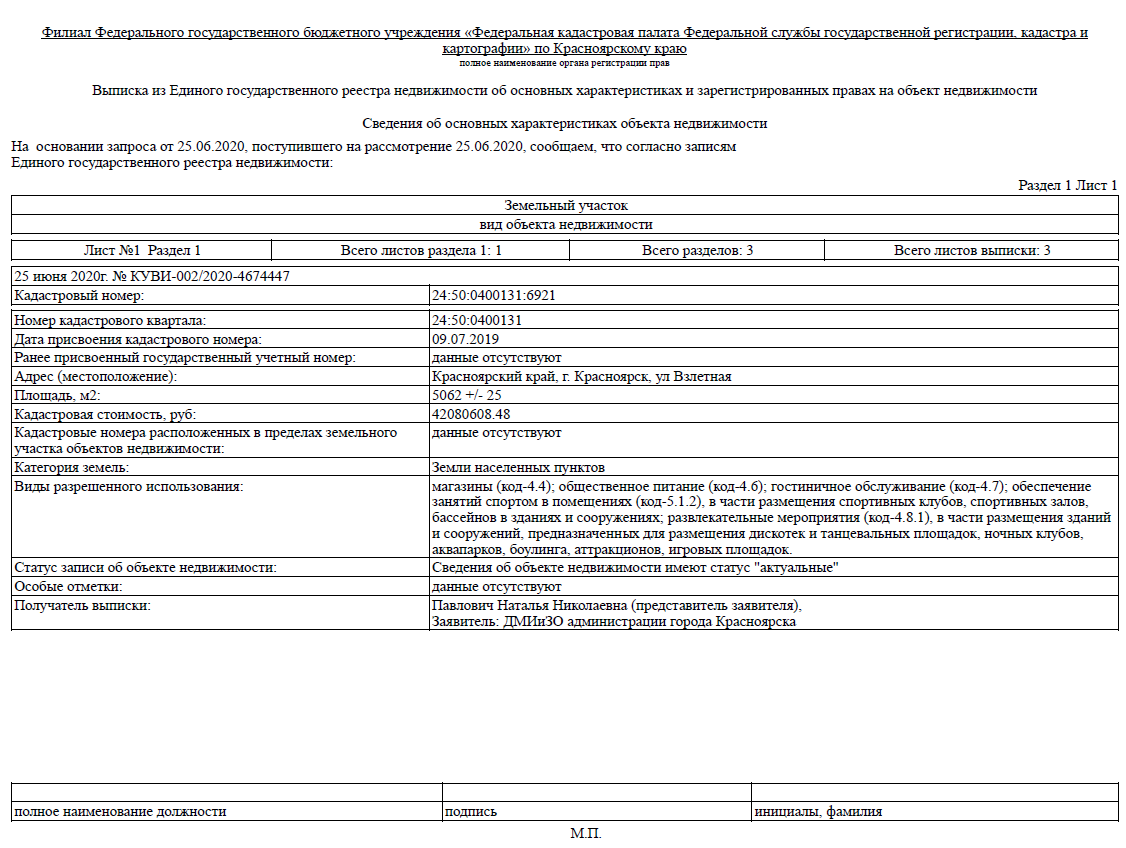 Филиал Федерального государственного бюджетного учреждения «Федеральная кадастровая палата Федеральной службы государственной регистрации, кадастра и
картографии» по Красноярскому краю
полное наименование органа регистрации прав
Выписка из Единого государственного реестра недвижимости об основных характеристиках и зарегистрированных правах на объект недвижимости
Сведения об основных характеристиках объекта недвижимости
На основании запроса от 25.06.2020, поступившего на рассмотрение 25.06.2020, сообщаем, что согласно записям
Единого государственного реестра недвижимости:
Раздел 1 Лист 1
Земельный участок
вид объекта недвижимости
Лист №1 Раздел 1 Всего листов раздела 1: 1 Всего разделов: 3 Всего листов выписки: 3
25 июня 2020г. № КУВИ-002/2020-4674447
Кадастровый номер: 24:50:0400131:6921
Номер кадастрового квартала: 24:50:0400131
Дата присвоения кадастрового номера: 09.07.2019
Ранее присвоенный государственный учетный номер: данные отсутствуют
Адрес (местоположение): Красноярский край, г. Красноярск, ул Взлетная
Площадь, м2: 5062 +/- 25
Кадастровая стоимость, руб: 42080608.48
Кадастровые номера расположенных в пределах земельного данные отсутствуют
участка объектов недвижимости:
Категория земель: Земли населенных пунктов
Виды разрешенного использования: магазины (код-4.4); общественное питание (код-4.6); гостиничное обслуживание (код-4.7); обеспечение
занятий спортом в помещениях (код-5.1.2), в части размещения спортивных клубов, спортивных залов,
бассейнов в зданиях и сооружениях; развлекательные мероприятия (код-4.8.1), в части размещения зданий
и сооружений, предназначенных для размещения дискотек и танцевальных площадок, ночных клубов,
аквапарков, боулинга, аттракционов, игровых площадок.
Статус записи об объекте недвижимости: Сведения об объекте недвижимости имеют статус "актуальные"
Особые отметки: данные отсутствуют
Получатель выписки: Павлович Наталья Николаевна (представитель заявителя),
Заявитель: ДМИиЗО администрации города Красноярска
полное наименование должности подпись инициалы, фамилия
М.П.